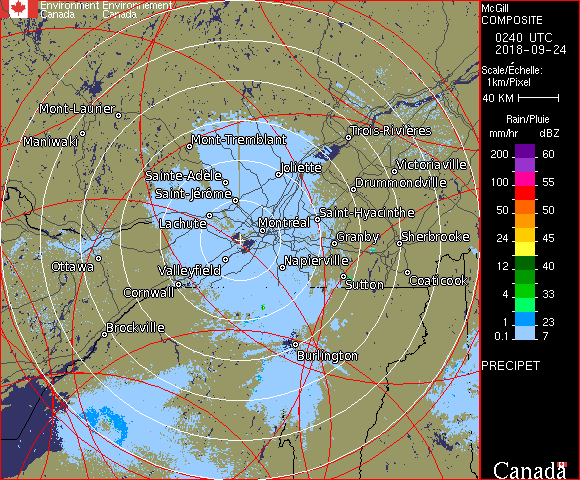 Environment Environnement
Canada Canada
McGill
COMPOSITE
0240 UTC
2018-09-24
Scale/Échelle:
1km/Pixel
40 KM
Rain/Pluie
mm/hr dBZ
200 60
100 55
75 53
50 50
24 45
12 40
4 33
1 23
0.1 7
PRECIPET
Canada
Mont-Laurier
Maniwaki
Mont-Tremblant
Trois-Rivières
Joliette
Victoriaville
Sainte-Adèle
Drummondville
Saint-Jérôme
Lachute
Saint-Hyacinthe
Montréal
Granby
Sherbrooke
Ottawa
Valleyfield
Napierville
Cornwall
Sutton
Coaticook
Brockville
Burlington